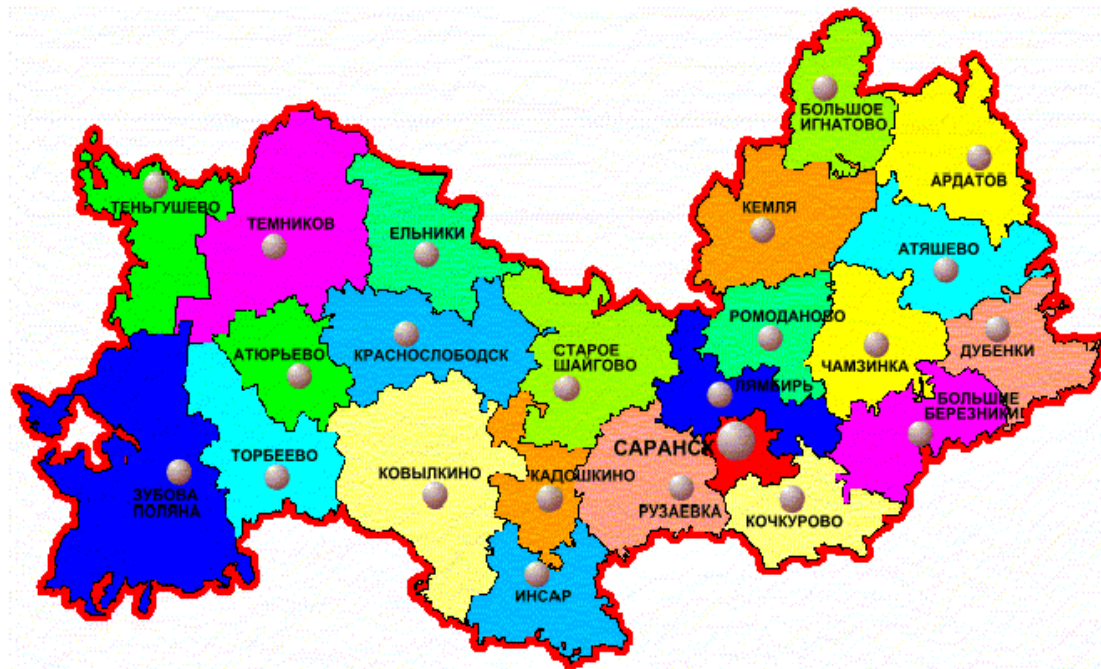 БОЛЬШОЕ
ИГНАТОВО
АРДАТОВ
ТЕНЬГУШЕВО
КЕМЛЯ
ТЕМНИКОВ
ЕЛЬНИКИ
АТЯШЕВО
РОМОДАНОВО
АТЮРЬЕВО
КРАСНОСЛОБОДСК
СТАРОЕ
ШАЙГОВО
ДУБЕНКИ
ЧАМЗИНКА
ЛЯМБИРЬ
БОЛЬШИЕ
БЕРЕЗНИКИ
САРАНСК
ТОРБЕЕВО
КОВЫЛКИНО
КАДОШКИНО
ЗУБОВА
ПОЛЯНА
РУЗАЕВКА
КОЧКУРОВО
ИНСАР